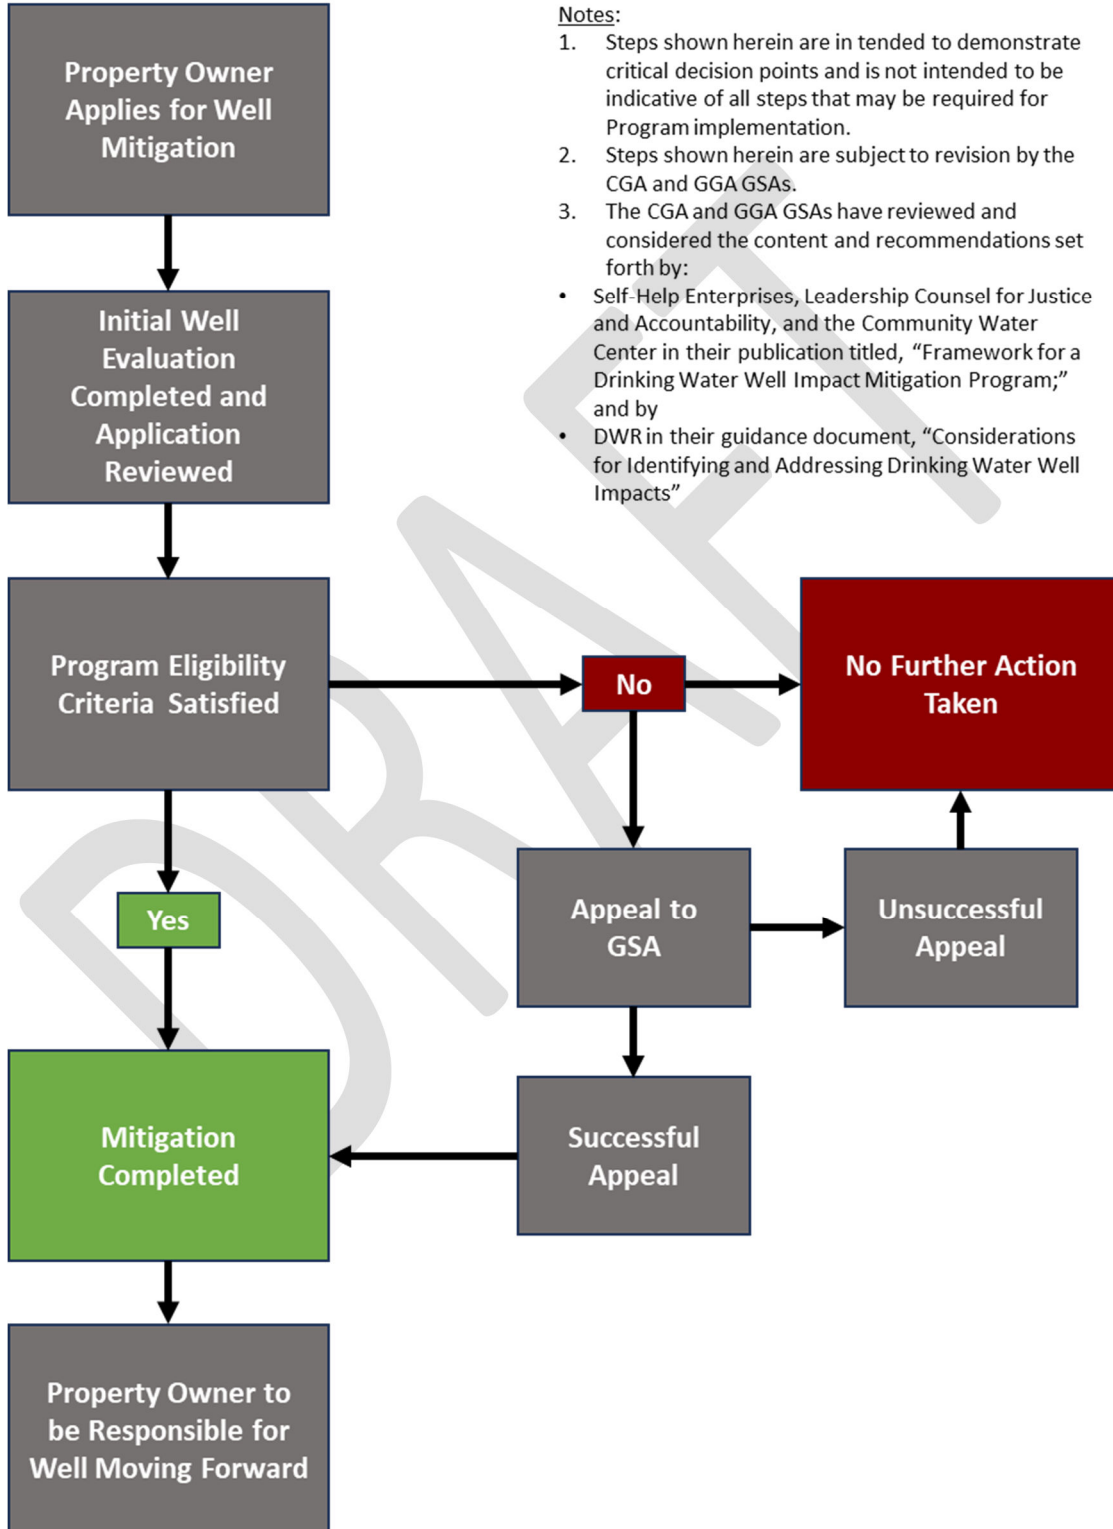 Notes:
1. Steps shown herein are in tended to demonstrate
critical decision points and is not intended to be
indicative of all steps that may be required for
Program implementation.
2. Steps shown herein are subject to revision by the
CGA and GGA GSAs.
3. The CGA and GGA GSAs have reviewed and
considered the content and recommendations set
forth by:
• Self-Help Enterprises, Leadership Counsel for Justice
and Accountability, and the Community Water
Center in their publication titled, “Framework for a
Drinking Water Well Impact Mitigation Program;”
and by
• DWR in their guidance document, “Considerations
for Identifying and Addressing Drinking Water Well
Impacts”
Property Owner
Applies for Well
Mitigation
Initial Well
Evaluation
Completed and
Application
Reviewed
Program Eligibility
Criteria Satisfied
No
No Further Action
Taken
Yes
Appeal to
GSA
Unsuccessful
Appeal
Mitigation
Completed
Successful
Appeal
Property Owner to
be Responsible for
Well Moving Forward
DRAFT